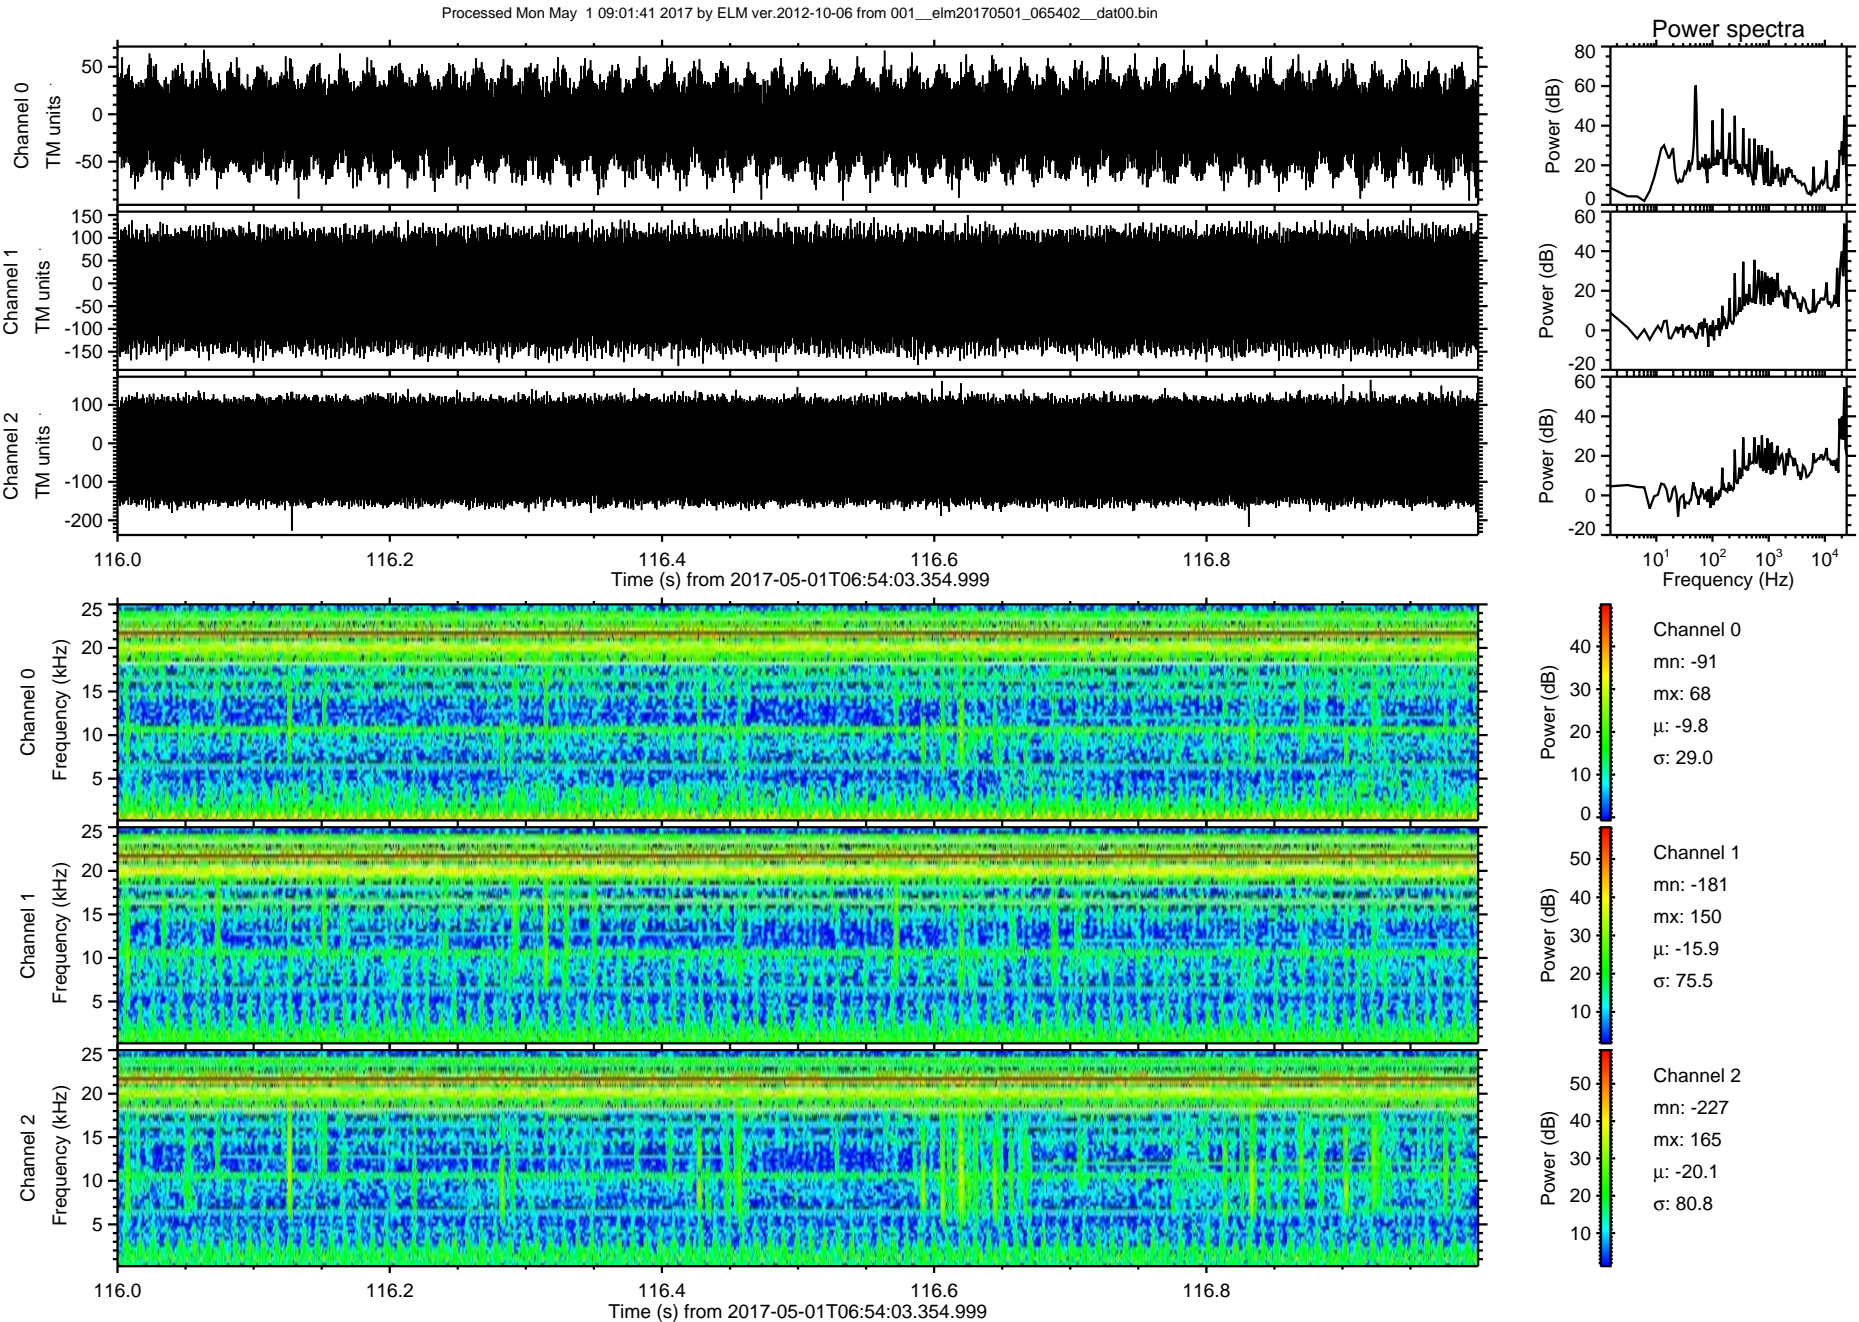 Processed Mon May  1 09:01:41 2017 by ELM ver.2012-10-06 from 001__elm20170501_065402__dat00.bin
Power spectra
Channel 0
TM units
50
0
-50
Power (dB)
80
60
40
20
0
Channel 1
TM units
150
100
50
0
-50
-100
-150
Power (dB)
60
40
20
0
-20
Channel 2
TM units
100
0
-100
-200
Power (dB)
60
40
20
0
-20
116.0 116.2 116.4 116.6 116.8
Time (s) from 2017-05-01T06:54:03.354.999
10^1 10^2 10^3 10^4
Frequency (Hz)
Channel 0
Frequency (kHz)
25
20
15
10
5
Power (dB)
40
30
20
10
0
Channel 0
mn: -91
mx: 68
μ: -9.8
σ: 29.0
Channel 1
Frequency (kHz)
25
20
15
10
5
Power (dB)
50
40
30
20
10
Channel 1
mn: -181
mx: 150
μ: -15.9
σ: 75.5
Channel 2
Frequency (kHz)
25
20
15
10
5
Power (dB)
50
40
30
20
10
Channel 2
mn: -227
mx: 165
μ: -20.1
σ: 80.8
116.0 116.2 116.4 116.6 116.8
Time (s) from 2017-05-01T06:54:03.354.999